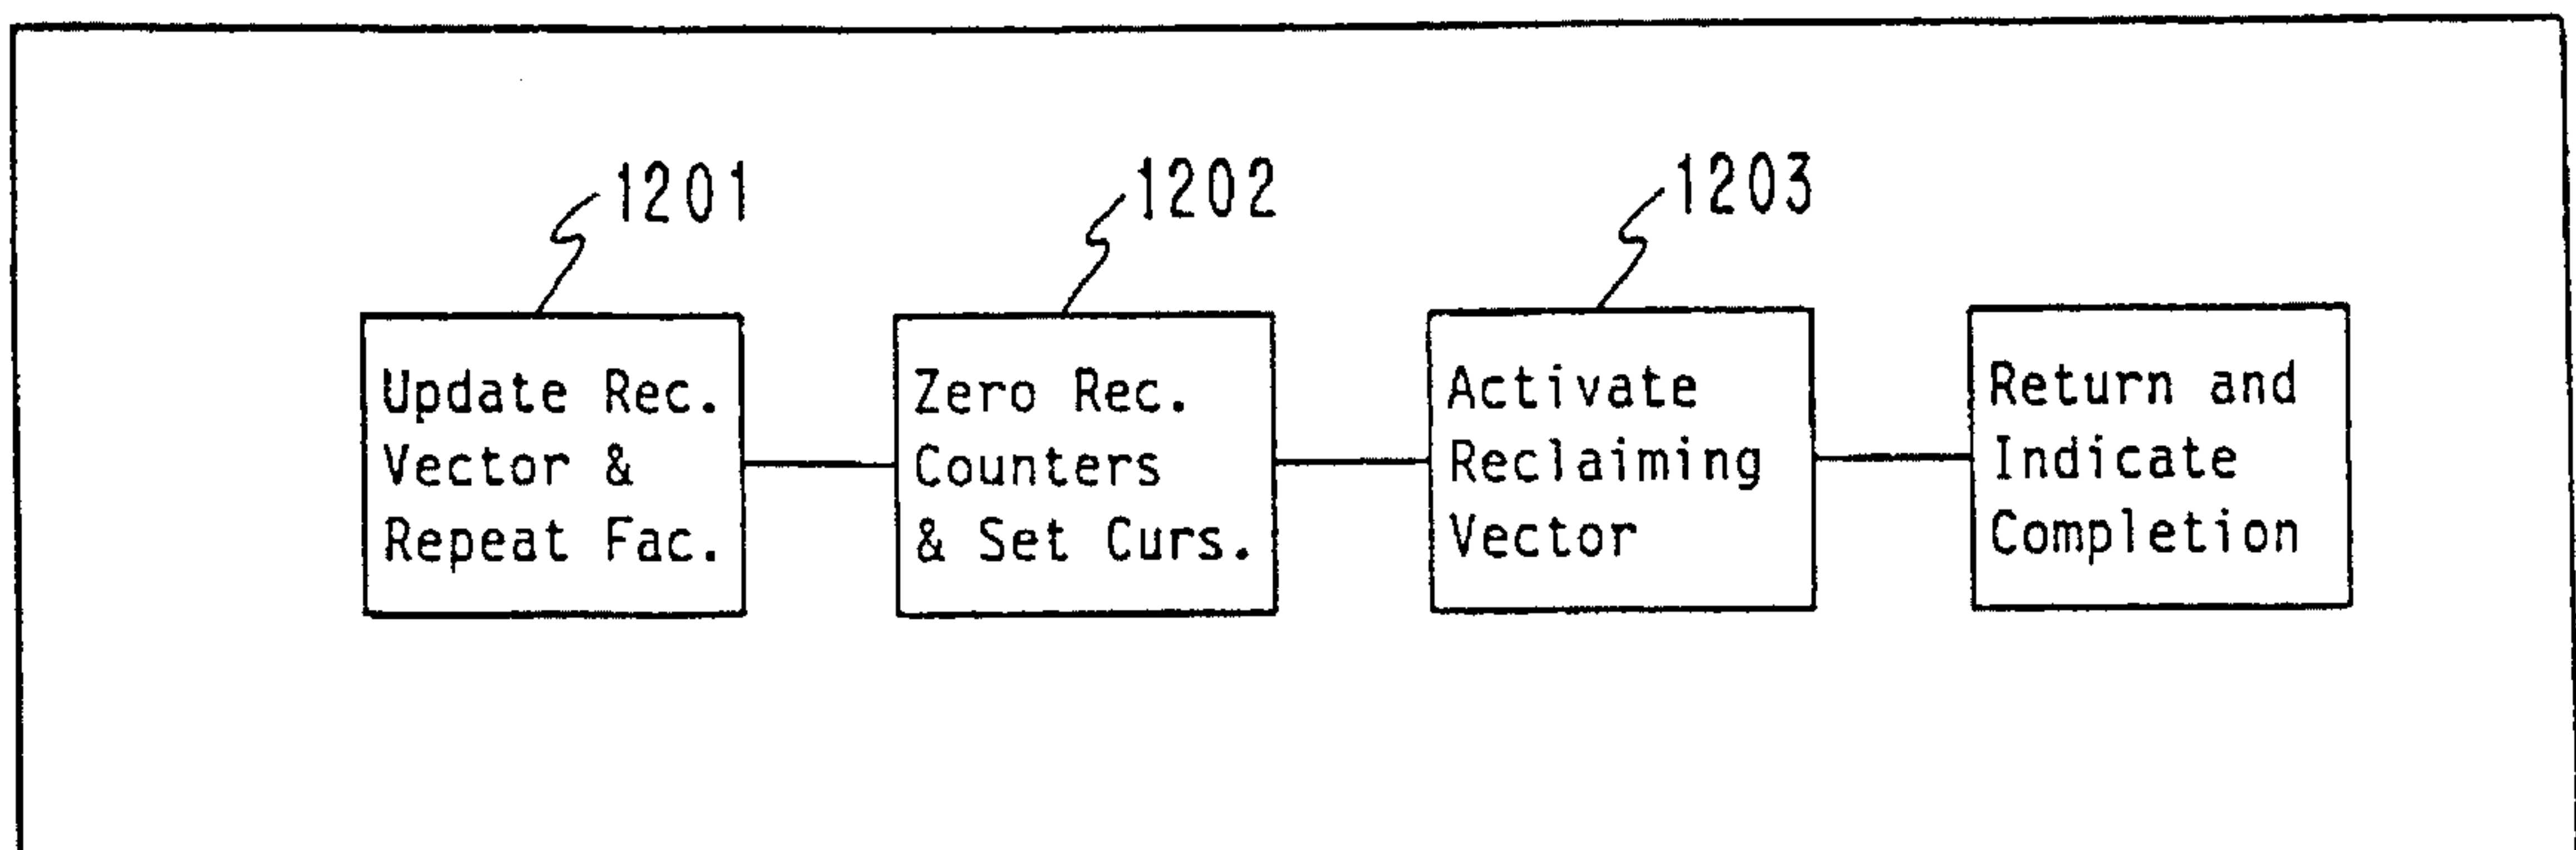 1201
1202
1203
Update Rec.
Vector &
Repeat Fac.
Zero Rec.
Counters
& Set Curs.
Activate
Reclaiming
Vector
Return and
Indicate
Completion